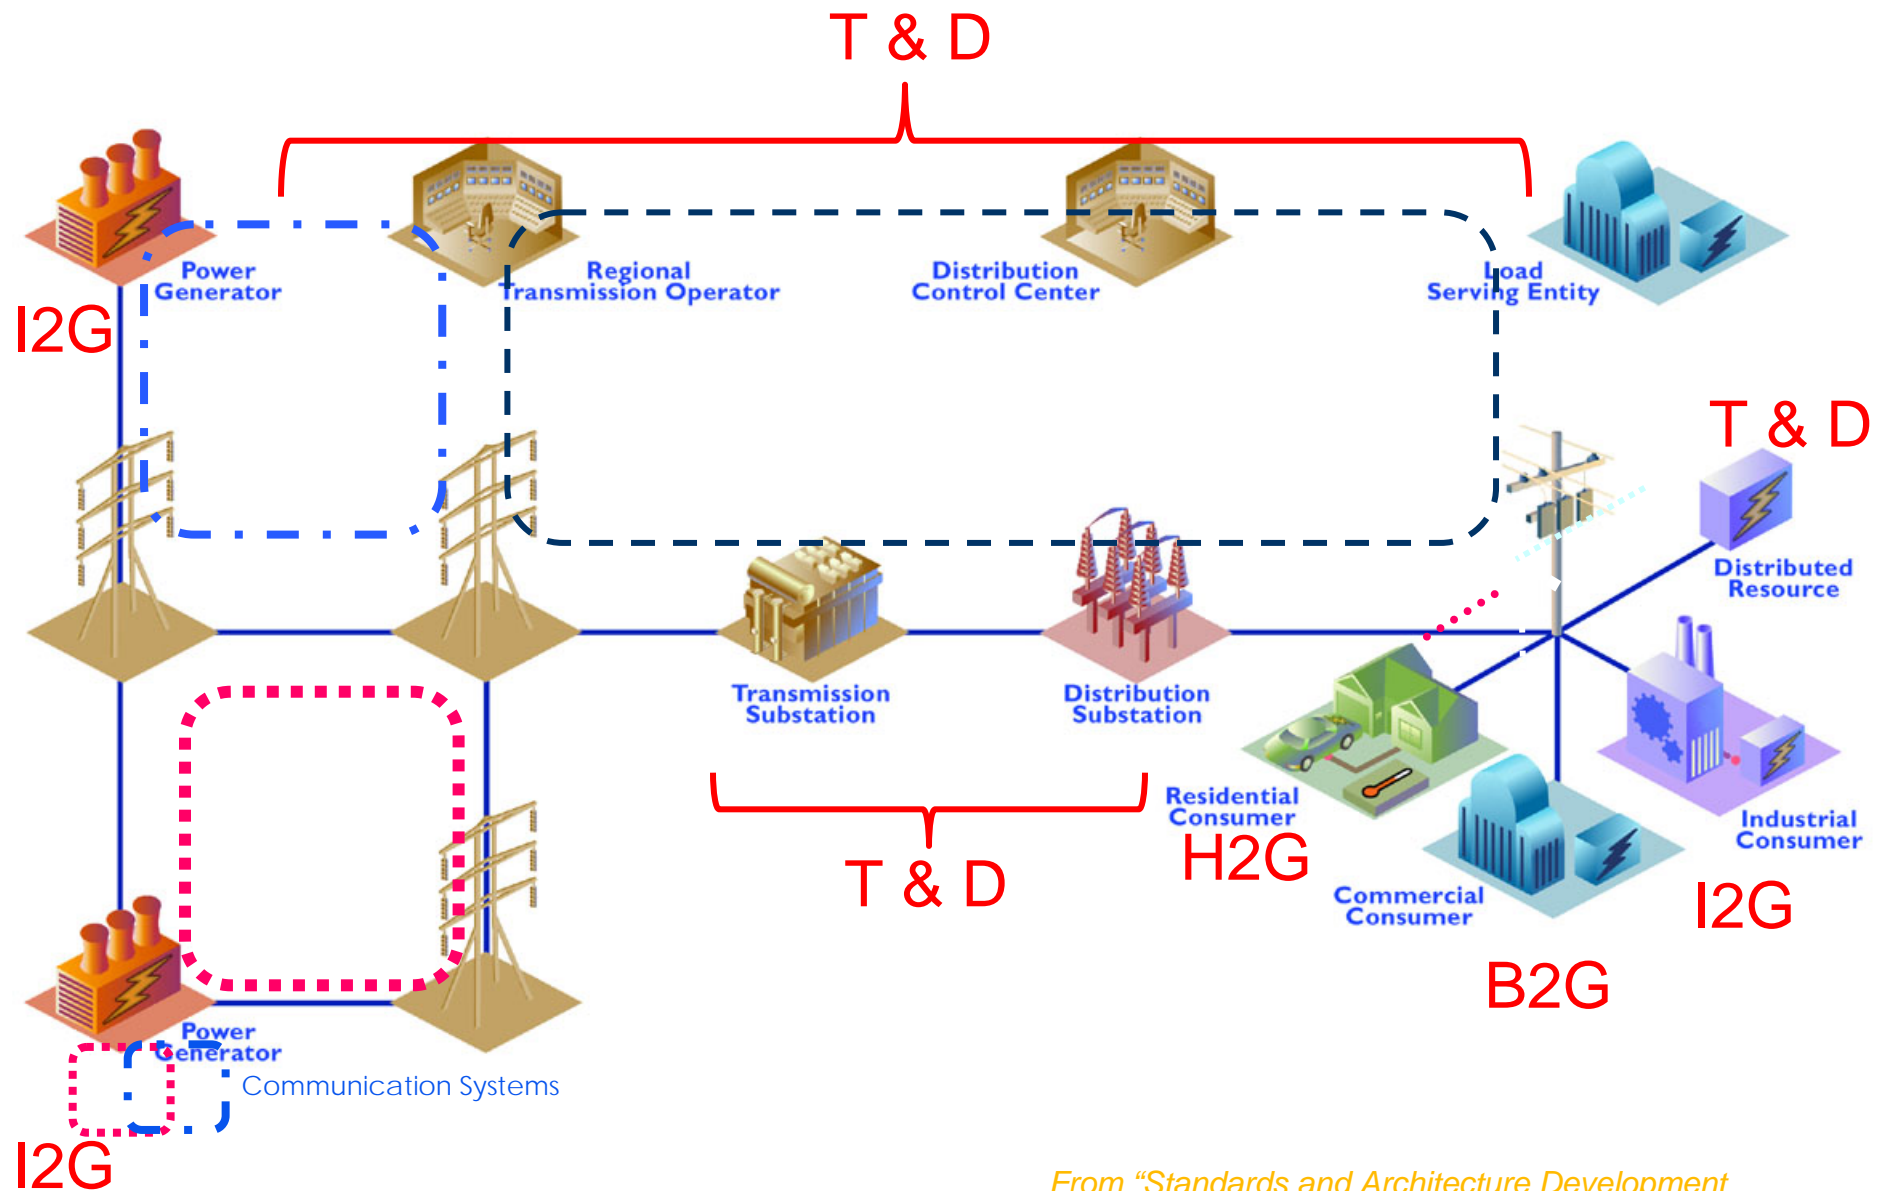 T & D
Power
Generator
Regional
Transmission Operator
Distribution
Control Center
Load
Serving Entity
I2G
T & D
Distributed
Resource
Transmission
Substation
Distribution
Substation
Residential
Consumer
H2G
Industrial
Consumer
T & D
Commercial
Consumer
I2G
B2G
Power
Generator
Communication Systems
I2G
From “Standards and Architecture Development